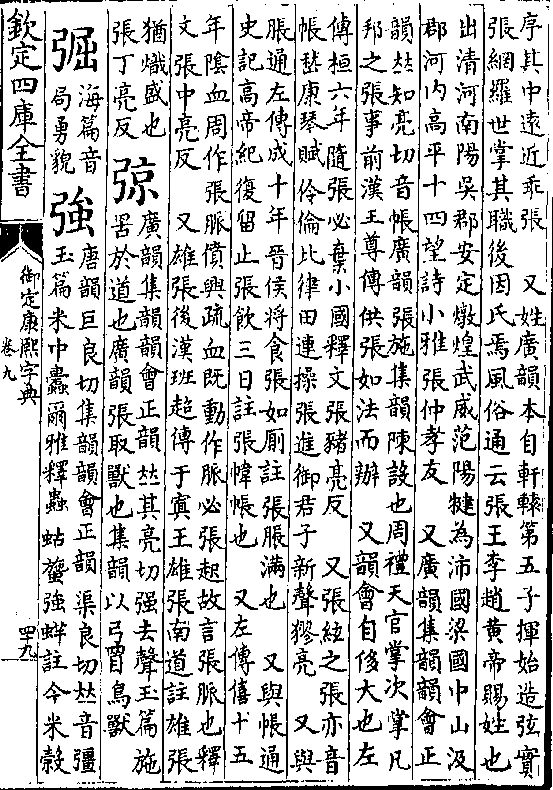 序其中遠近乖張　又姓廣韻本自軒轅第五子揮始造弦實
張網羅世掌其職後因氏焉風俗通云張王李趙黃帝賜姓也
出清河南陽吳郡安定燉煌武威范陽犍為沛國梁國中山汲
郡河内高平十四望詩小雅張仲孝友　又廣韻集韻韻會正
韻𠀤知亮切音帳廣韻張施集韻陳設也周禮天官掌次掌凡
邦之張事前漢王尊傳供張如法而辦　又韻會自侈大也左
傳桓六年隨張必棄小國釋文張豬亮反　又張絃之張亦音
帳嵆康琴賦伶倫比律田連操張進御君子新聲憀亮　又與
脹通左傳成十年晉侯將食張如厠註張脹滿也　又與帳通
史記高帝紀復留止張飲三日註張幃帳也　又左傳僖十五
年陰血周作張脈僨興疏血既動作脈必張起故言張脈也釋
文張中亮反　又雄張後漢班超傳于寘王雄張南道註雄張
猶熾盛也
張丁亮反
弶
廣韻集韻韻會正韻𠀤其亮切强去聲玉篇施
罟於道也廣韻張取獸也集韻以弓罥鳥獸
弡
海篇音
局勇貌
強
唐韻巨良切集韻韻會正韻渠良切𠀤音彊
玉篇米中蠹爾雅釋蟲蛄䗐強蛘註今米穀
欽定四庫全書
御定康熙字典
卷九
四九